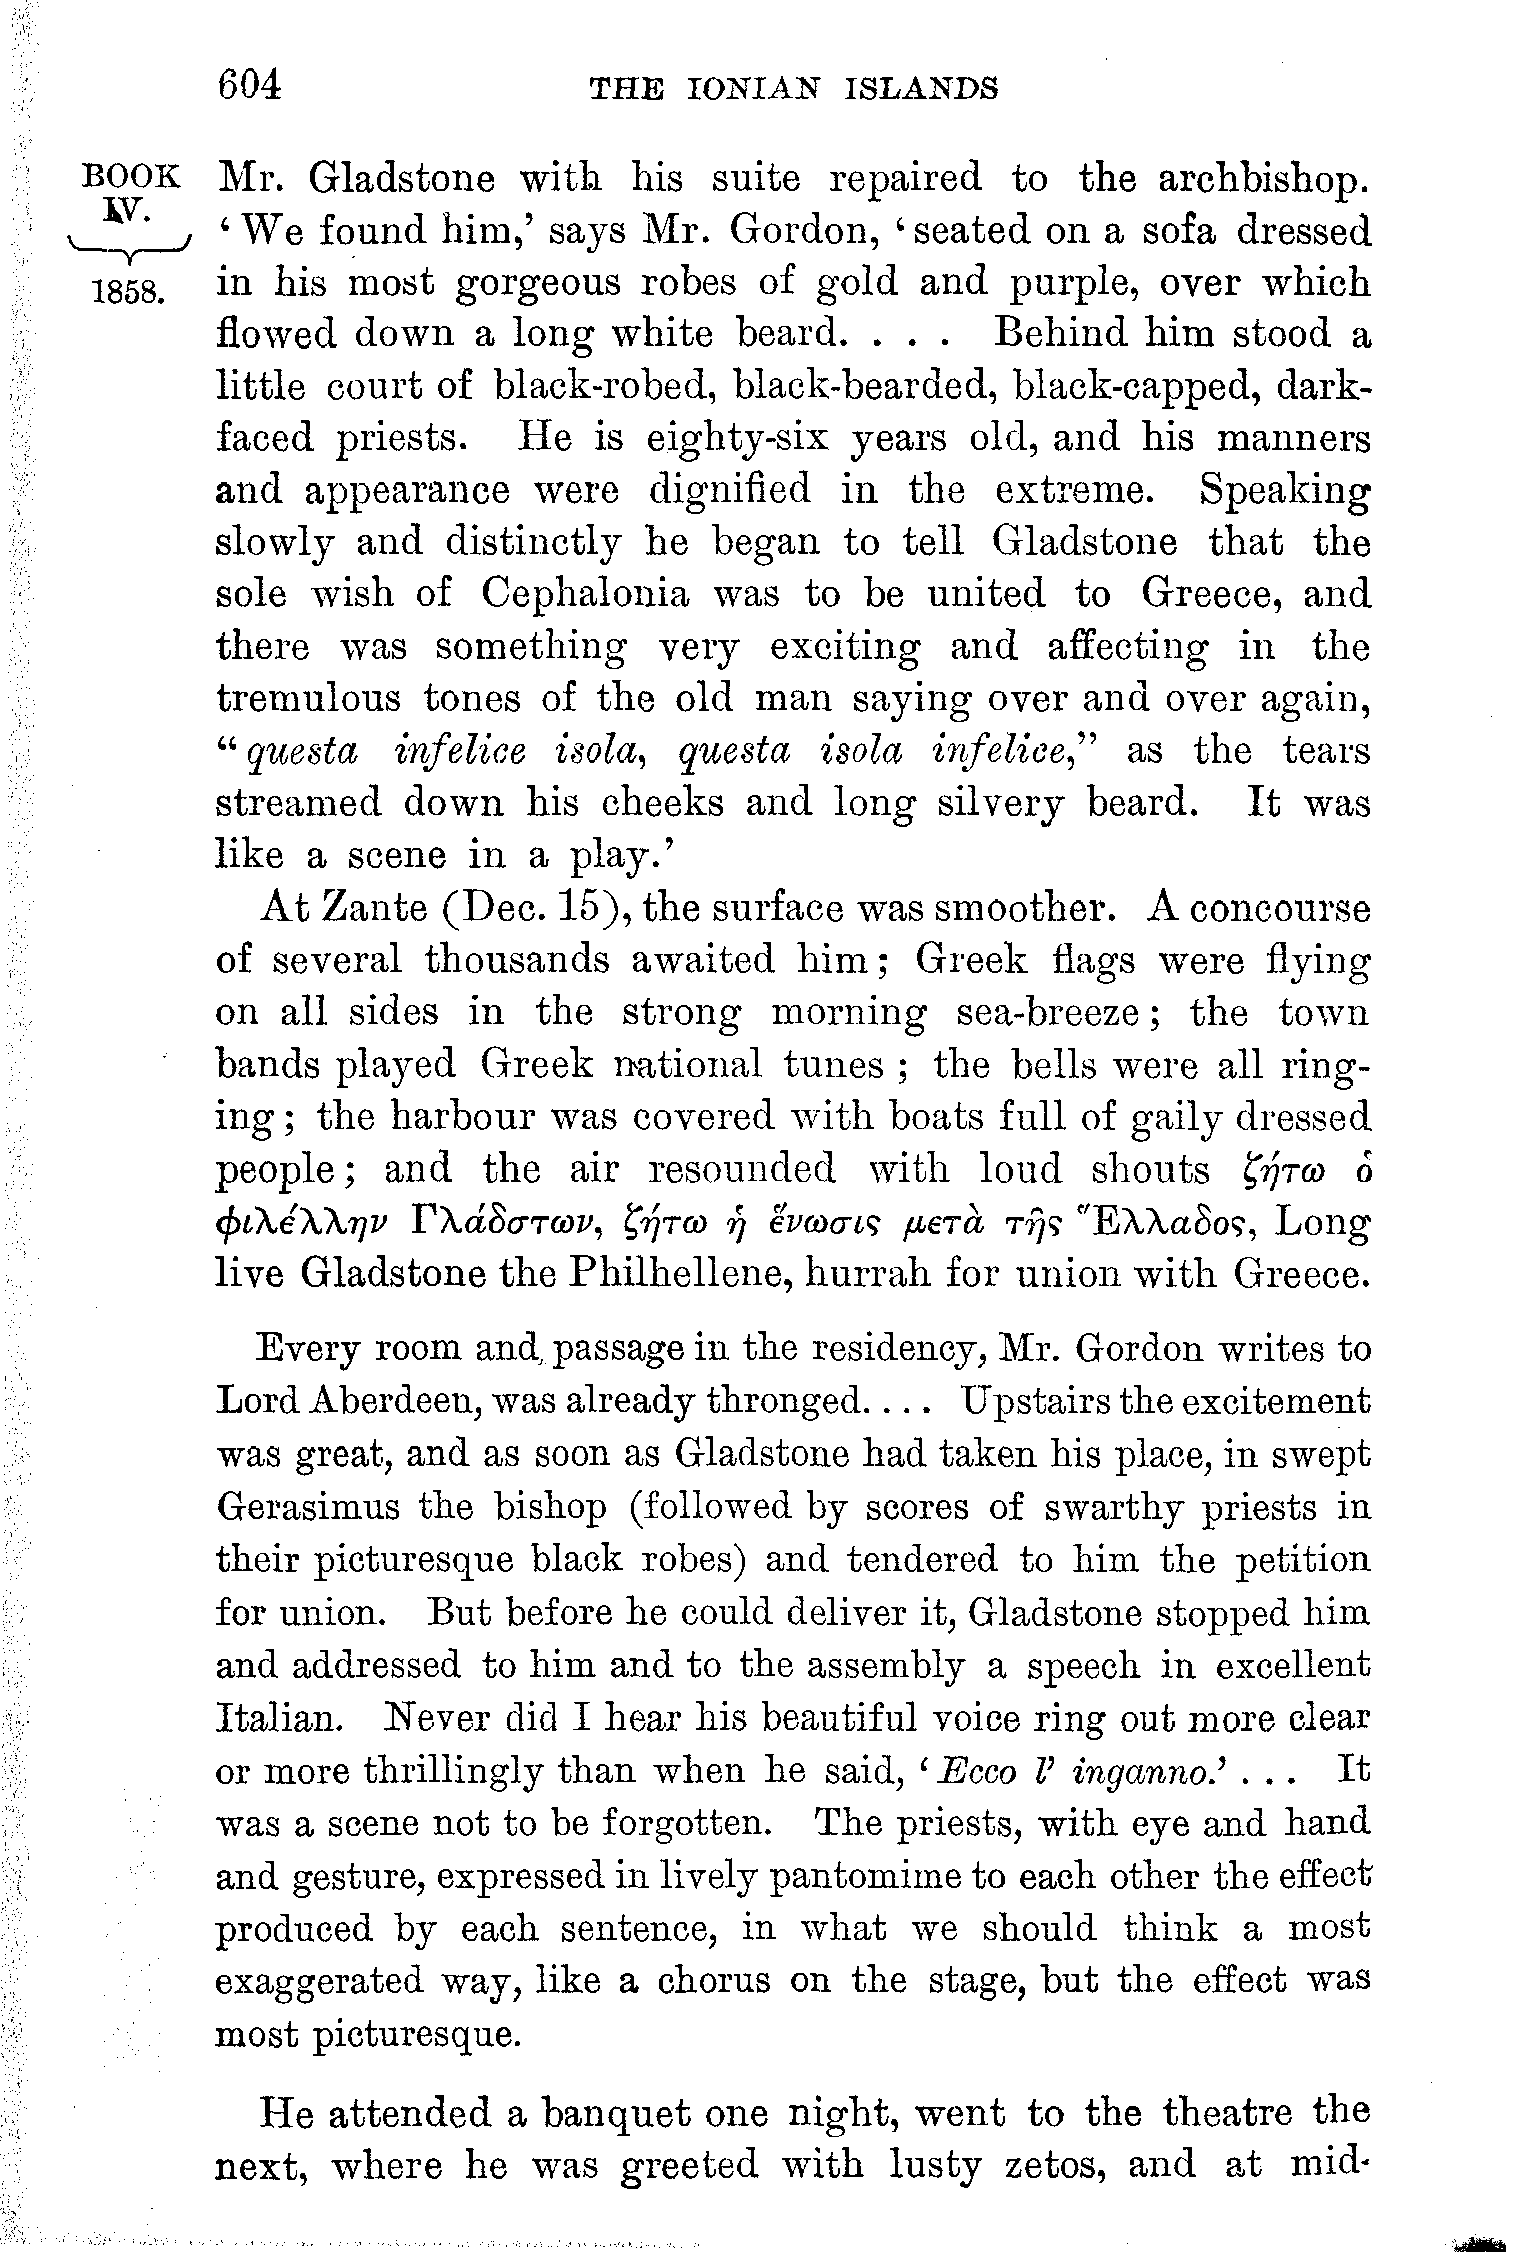 604 THE IONIAN ISLANDS
BOOK
IV.
1858.
Mr. Gladstone with his suite repaired to the archbishop.
‘We found him,’ says Mr. Gordon, ‘seated on a sofa dressed
in his most gorgeous robes of gold and purple, over which
flowed down a long white beard. . . . Behind him stood a
little court of black-robed, black-bearded, black-capped, dark-
faced priests. He is eighty-six years old, and his manners
and appearance were dignified in the extreme. Speaking
slowly and distinctly he began to tell Gladstone that the
sole wish of Cephalonia was to be united to Greece, and
there was something very exciting and affecting in the
tremulous tones of the old man saying over and over again,
“questa infelice isola, questa isola infelice,” as the tears
streamed down his cheeks and long silvery beard. It was
like a scene in a play.’
At Zante (Dec. 15), the surface was smoother. A concourse
of several thousands awaited him; Greek flags were flying
on all sides in the strong morning sea-breeze; the town
bands played Greek national tunes; the bells were all ring-
ing; the harbour was covered with boats full of gaily dressed
people; and the air resounded with loud shouts ζήτω ὁ
φιλέλλην Γλάδστων, ζήτω ἡ ἕνωσις μετὰ τῆς Ἕλλαδος, Long
live Gladstone the Philhellene, hurrah for union with Greece.
Every room and passage in the residency, Mr. Gordon writes to
Lord Aberdeen, was already thronged. . . . Upstairs the excitement
was great, and as soon as Gladstone had taken his place, in swept
Gerasimus the bishop (followed by scores of swarthy priests in
their picturesque black robes) and tendered to him the petition
for union. But before he could deliver it, Gladstone stopped him
and addressed to him and to the assembly a speech in excellent
Italian. Never did I hear his beautiful voice ring out more clear
or more thrillingly than when he said, ‘Ecco l’ inganno.’ . . . It
was a scene not to be forgotten. The priests, with eye and hand
and gesture, expressed in lively pantomime to each other the effect
produced by each sentence, in what we should think a most
exaggerated way, like a chorus on the stage, but the effect was
most picturesque.
He attended a banquet one night, went to the theatre the
next, where he was greeted with lusty zetos, and at mid-